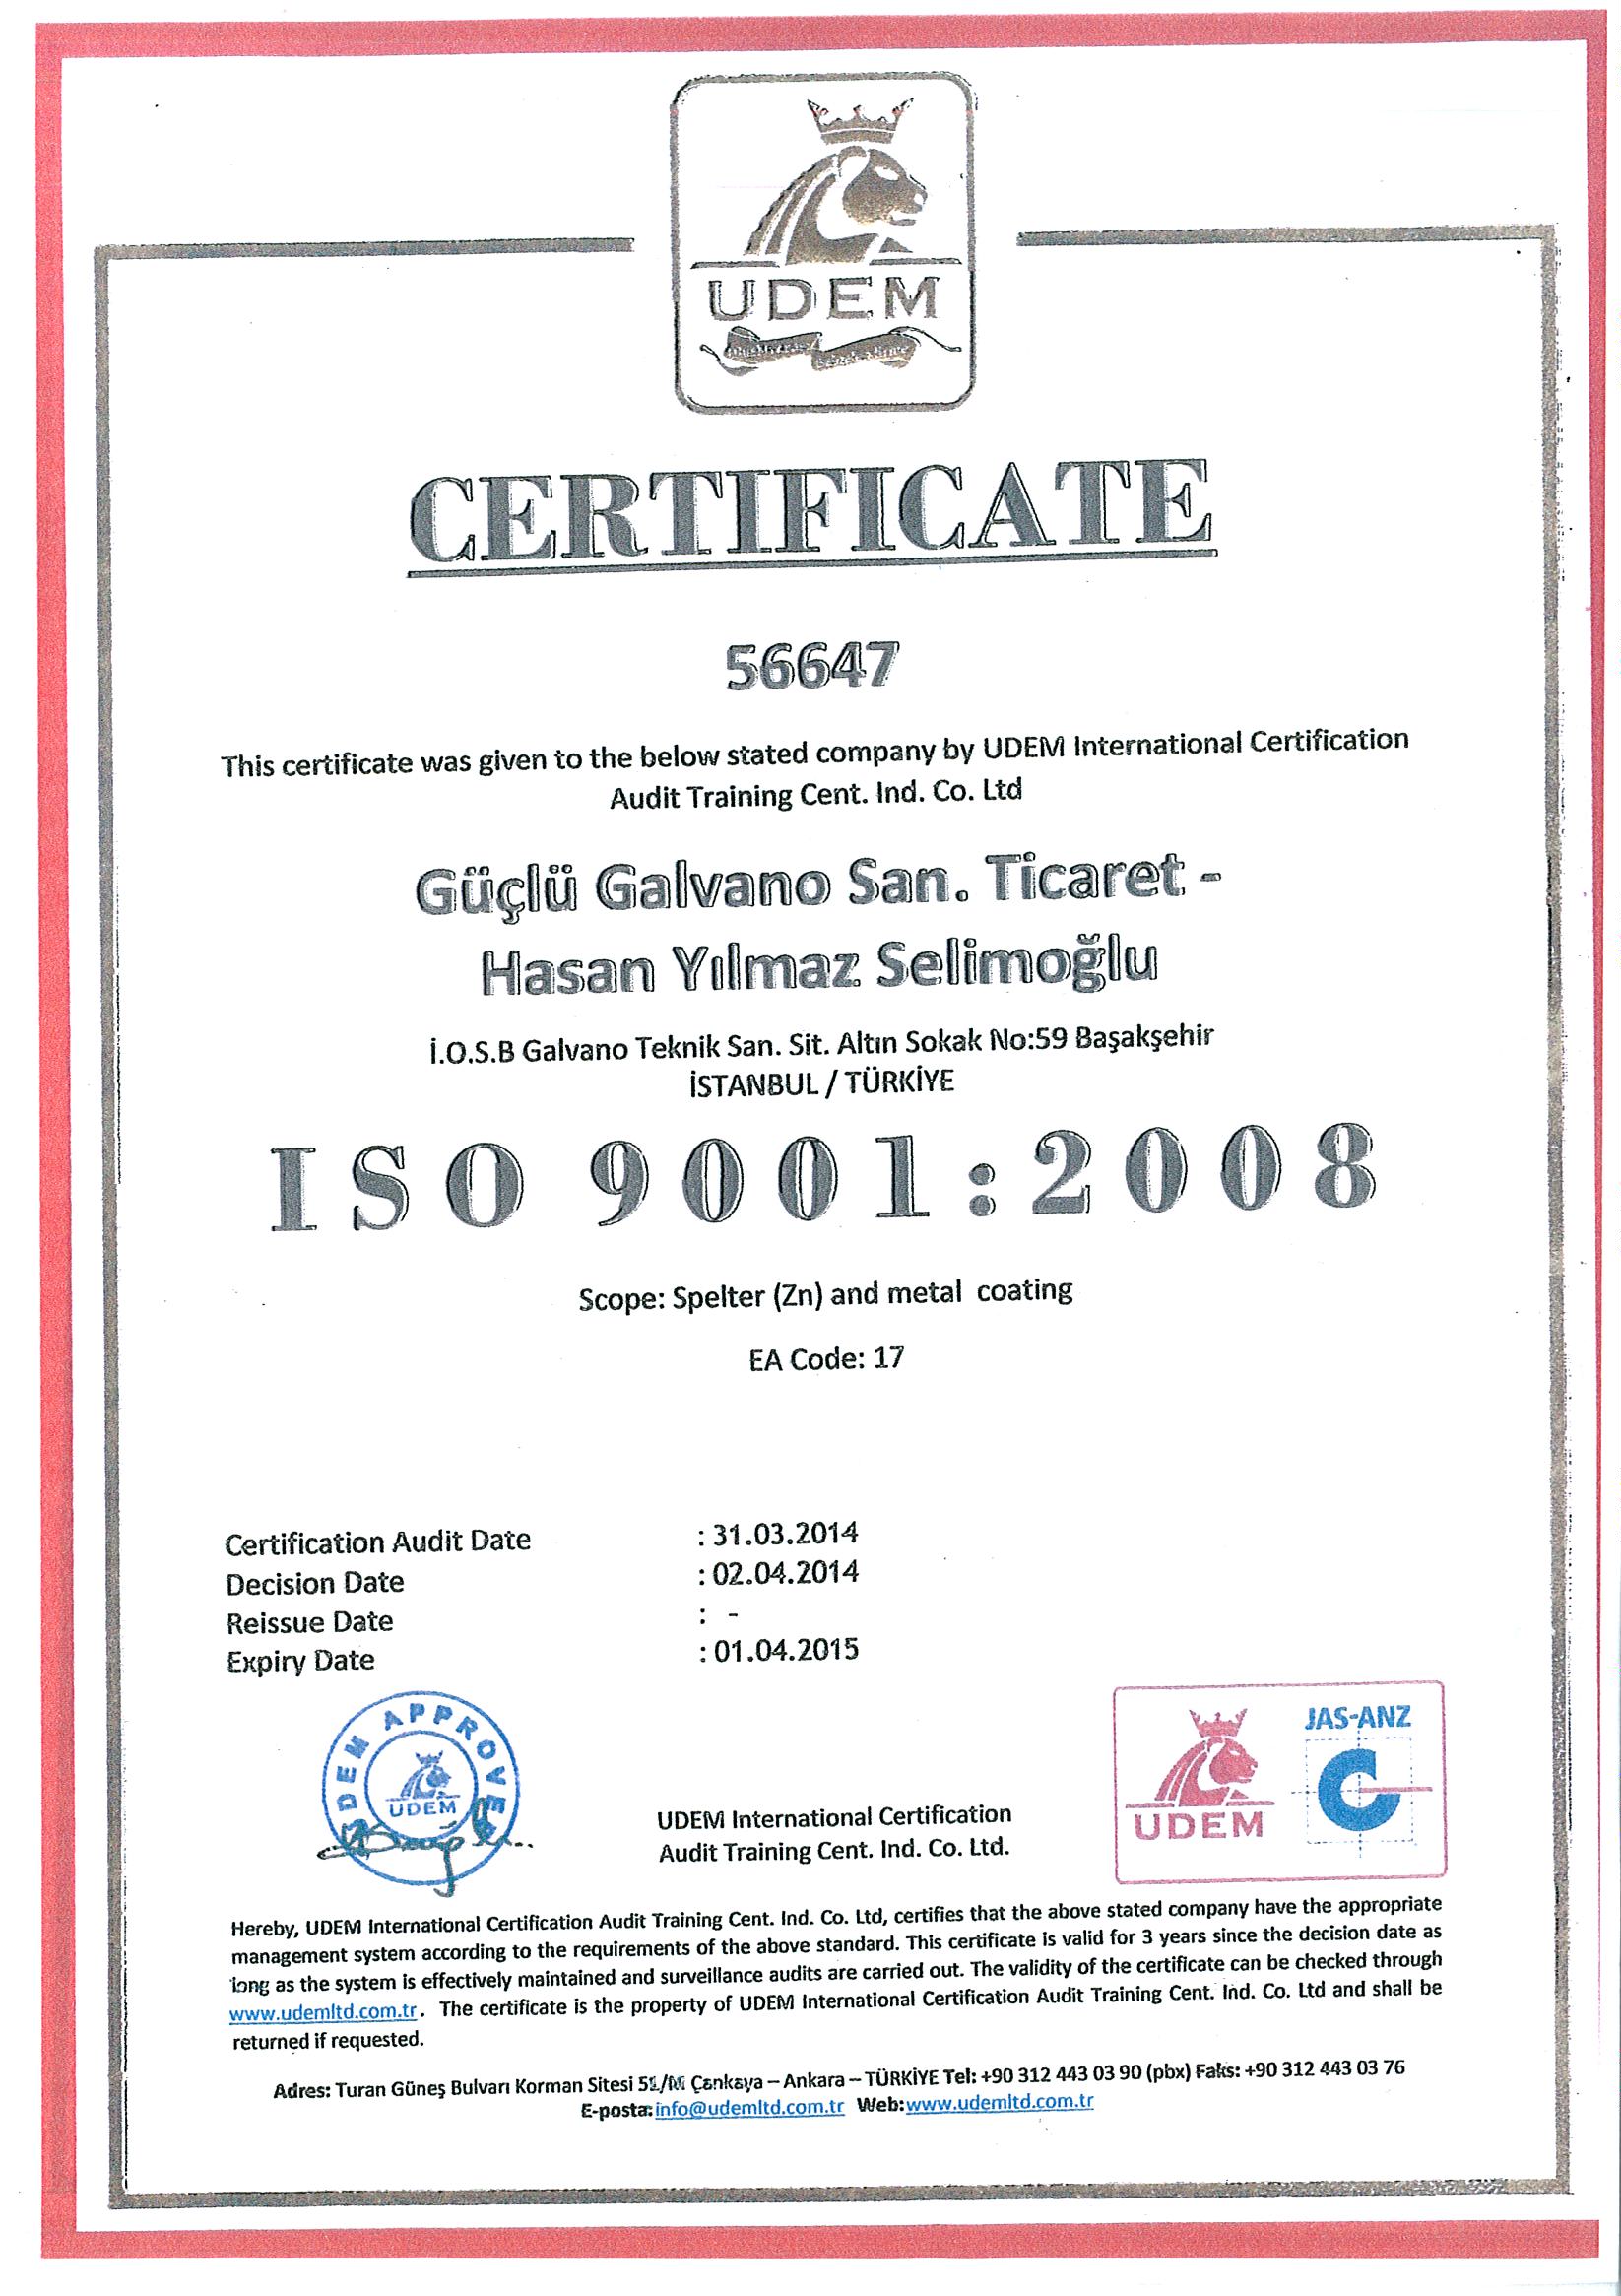 UDEM
CERTIFICATE
56647
This certificate was given to the below stated company by UDEM International Certification
Audit Training Cent. Ind. Co. Ltd
Güçlü Galvano San. Ticaret -
Hasan Yılmaz Selimoğlu
İ.O.S.B Galvano Teknik San. Sit. Altın Sokak No:59 Başakşehir
İSTANBUL / TÜRKİYE
ISO 9001:2008
Scope: Spelter (Zn) and metal coating
EA Code: 17
Certification Audit Date : 31.03.2014
Decision Date : 02.04.2014
Reissue Date : -
Expiry Date : 01.04.2015
UDEM APPROVED
UDEM
UDEM International Certification
Audit Training Cent. Ind. Co. Ltd.
UDEM
JAS-ANZ
Hereby, UDEM International Certification Audit Training Cent. Ind. Co. Ltd, certifies that the above stated company have the appropriate
management system according to the requirements of the above standard. This certificate is valid for 3 years since the decision date as
long as the system is effectively maintained and surveillance audits are carried out. The validity of the certificate can be checked through
www.udemltd.com.tr. The certificate is the property of UDEM International Certification Audit Training Cent. Ind. Co. Ltd and shall be
returned if requested.
Adres: Turan Güneş Bulvarı Korman Sitesi 51/M Çankaya – Ankara – TÜRKİYE Tel: +90 312 443 03 90 (pbx) Faks: +90 312 443 03 76
E-posta: info@udemltd.com.tr Web: www.udemltd.com.tr